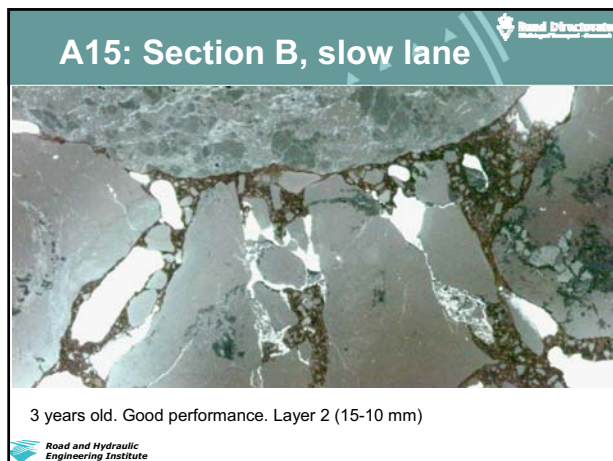 A15: Section B, slow lane
Road Directorate
3 years old. Good performance. Layer 2 (15-10 mm)
Road and Hydraulic
Engineering Institute